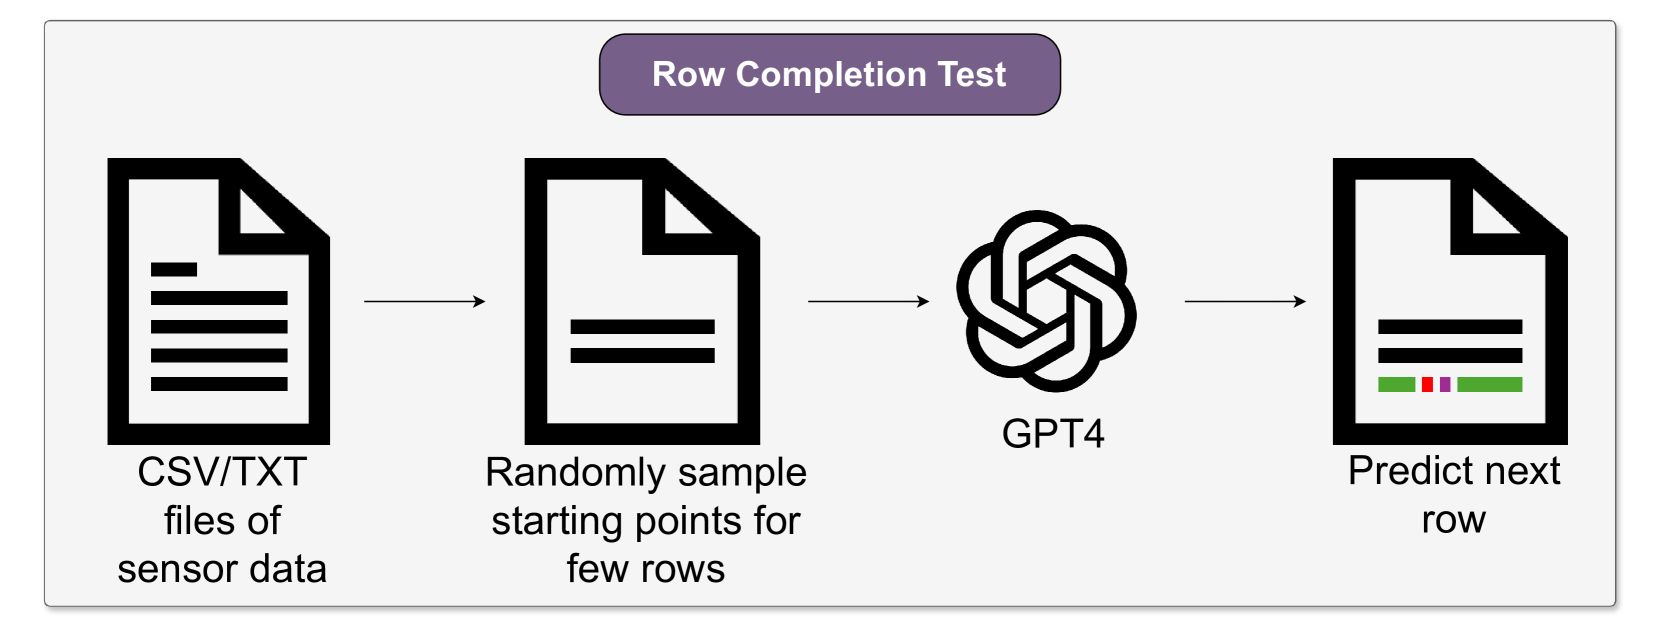 Row Completion Test
CSV/TXT
files of
sensor data
Randomly sample
starting points for
few rows
GPT4
Predict next
row